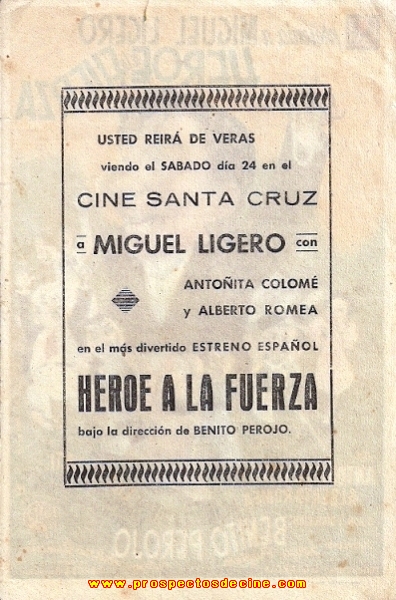 USTED REIRÁ DE VERAS
viendo el SABADO día 24 en el
CINE SANTA CRUZ
a MIGUEL LIGERO con
ANTOÑITA COLOMÉ
y ALBERTO ROMEA
en el más divertido ESTRENO ESPAÑOL
HEROE A LA FUERZA
bajo la dirección de BENITO PEROJO.
www.prospectosdecine.com